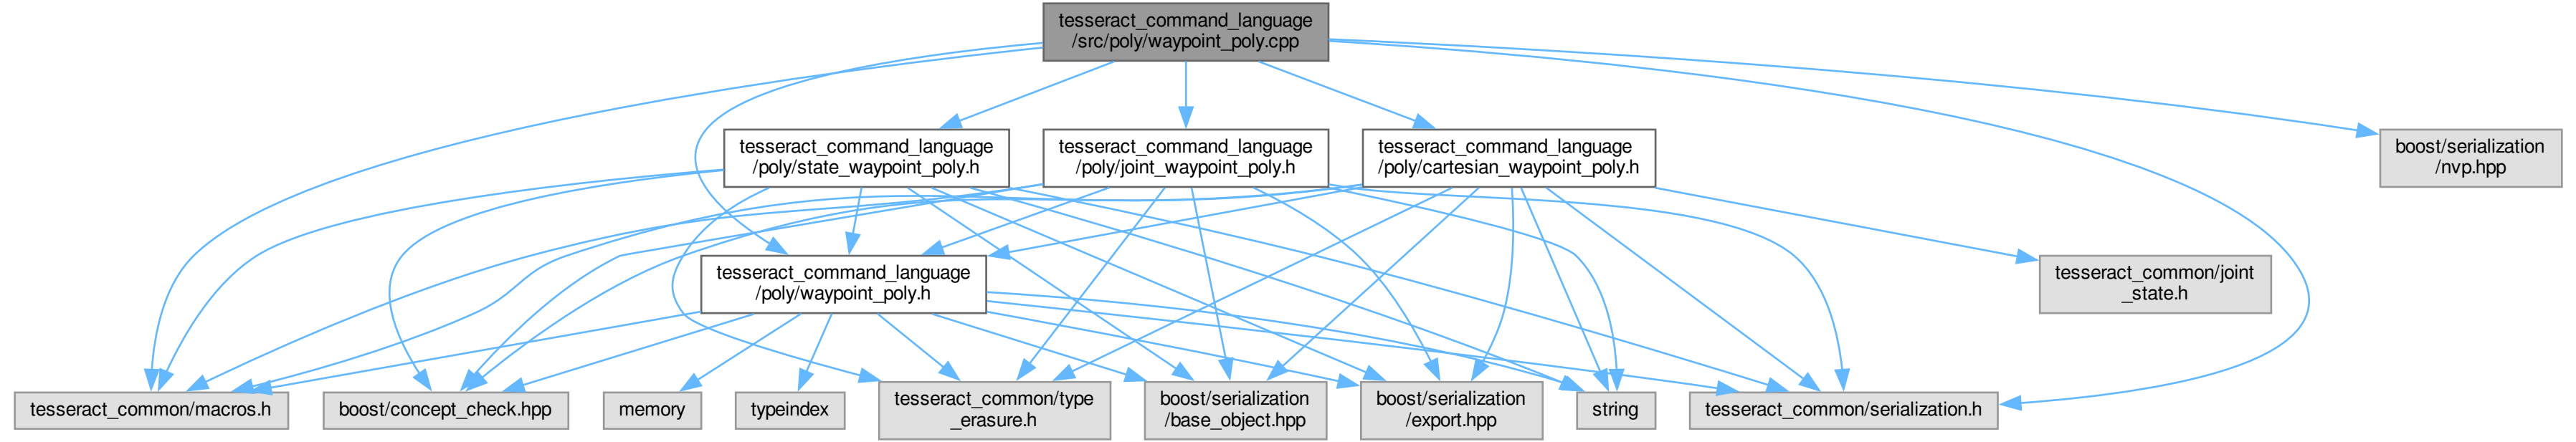 tesseract_command_language
/src/poly/waypoint_poly.cpp
tesseract_command_language
/poly/state_waypoint_poly.h
tesseract_command_language
/poly/joint_waypoint_poly.h
tesseract_command_language
/poly/cartesian_waypoint_poly.h
boost/serialization
/nvp.hpp
tesseract_command_language
/poly/waypoint_poly.h
tesseract_common/joint
_state.h
tesseract_common/macros.h
boost/concept_check.hpp
memory
typeindex
tesseract_common/type
_erasure.h
boost/serialization
/base_object.hpp
boost/serialization
/export.hpp
string
tesseract_common/serialization.h